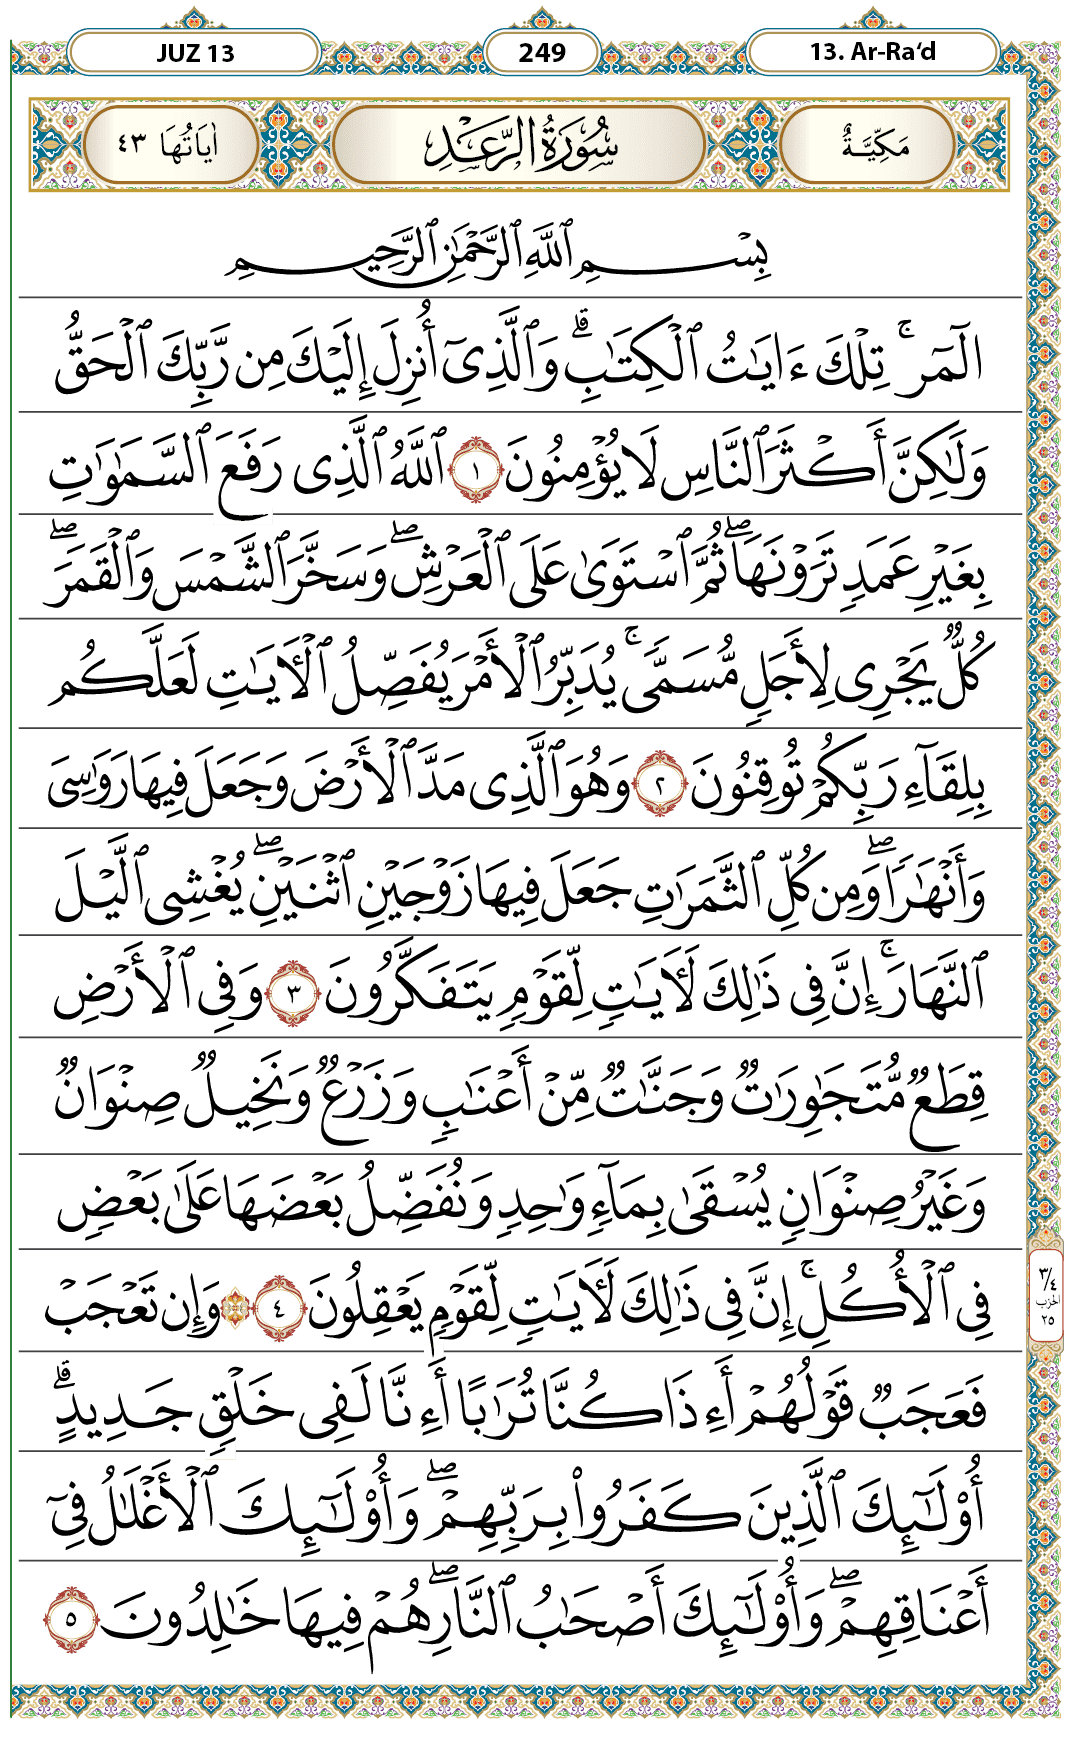 JUZ 13
249
13. Ar-Ra‘d
مَكِّيَّةٌ
سُورَةُ الرَّعْدِ
اٰيَاتُهَا ٤٣
بِسْمِ ٱللَّهِ ٱلرَّحْمَٰنِ ٱلرَّحِيمِ
الٓمٓر ۚ تِلْكَ ءَايَٰتُ ٱلْكِتَٰبِ ۗ وَٱلَّذِىٓ أُنزِلَ إِلَيْكَ مِن رَّبِّكَ ٱلْحَقُّ
وَلَٰكِنَّ أَكْثَرَ ٱلنَّاسِ لَا يُؤْمِنُونَ ١ ٱللَّهُ ٱلَّذِى رَفَعَ ٱلسَّمَٰوَٰتِ
بِغَيْرِ عَمَدٍ تَرَوْنَهَا ۖ ثُمَّ ٱسْتَوَىٰ عَلَى ٱلْعَرْشِ ۖ وَسَخَّرَ ٱلشَّمْسَ وَٱلْقَمَرَ ۖ
كُلٌّ يَجْرِى لِأَجَلٍ مُّسَمًّى ۚ يُدَبِّرُ ٱلْأَمْرَ يُفَصِّلُ ٱلْءَايَٰتِ لَعَلَّكُم
بِلِقَآءِ رَبِّكُمْ تُوقِنُونَ ٢ وَهُوَ ٱلَّذِى مَدَّ ٱلْأَرْضَ وَجَعَلَ فِيهَا رَوَٰسِىَ
وَأَنْهَٰرًا ۖ وَمِن كُلِّ ٱلثَّمَرَٰتِ جَعَلَ فِيهَا زَوْجَيْنِ ٱثْنَيْنِ ۖ يُغْشِى ٱلَّيْلَ
ٱلنَّهَارَ ۚ إِنَّ فِى ذَٰلِكَ لَءَايَٰتٍ لِّقَوْمٍ يَتَفَكَّرُونَ ٣ وَفِى ٱلْأَرْضِ
قِطَعٌ مُّتَجَٰوِرَٰتٌ وَجَنَّٰتٌ مِّنْ أَعْنَٰبٍ وَزَرْعٌ وَنَخِيلٌ صِنْوَانٌ
وَغَيْرُ صِنْوَانٍ يُسْقَىٰ بِمَآءٍ وَٰحِدٍ وَنُفَضِّلُ بَعْضَهَا عَلَىٰ بَعْضٍ
فِى ٱلْأُكُلِ ۚ إِنَّ فِى ذَٰلِكَ لَءَايَٰتٍ لِّقَوْمٍ يَعْقِلُونَ ٤ وَإِن تَعْجَبْ
٣/٤
الحزب
٢٥
فَعَجَبٌ قَوْلُهُمْ أَءِذَا كُنَّا تُرَٰبًا أَءِنَّا لَفِى خَلْقٍ جَدِيدٍ ۗ
أُو۟لَٰٓئِكَ ٱلَّذِينَ كَفَرُوا۟ بِرَبِّهِمْ ۖ وَأُو۟لَٰٓئِكَ ٱلْأَغْلَٰلُ فِىٓ
أَعْنَاقِهِمْ ۖ وَأُو۟لَٰٓئِكَ أَصْحَٰبُ ٱلنَّارِ ۖ هُمْ فِيهَا خَٰلِدُونَ ٥